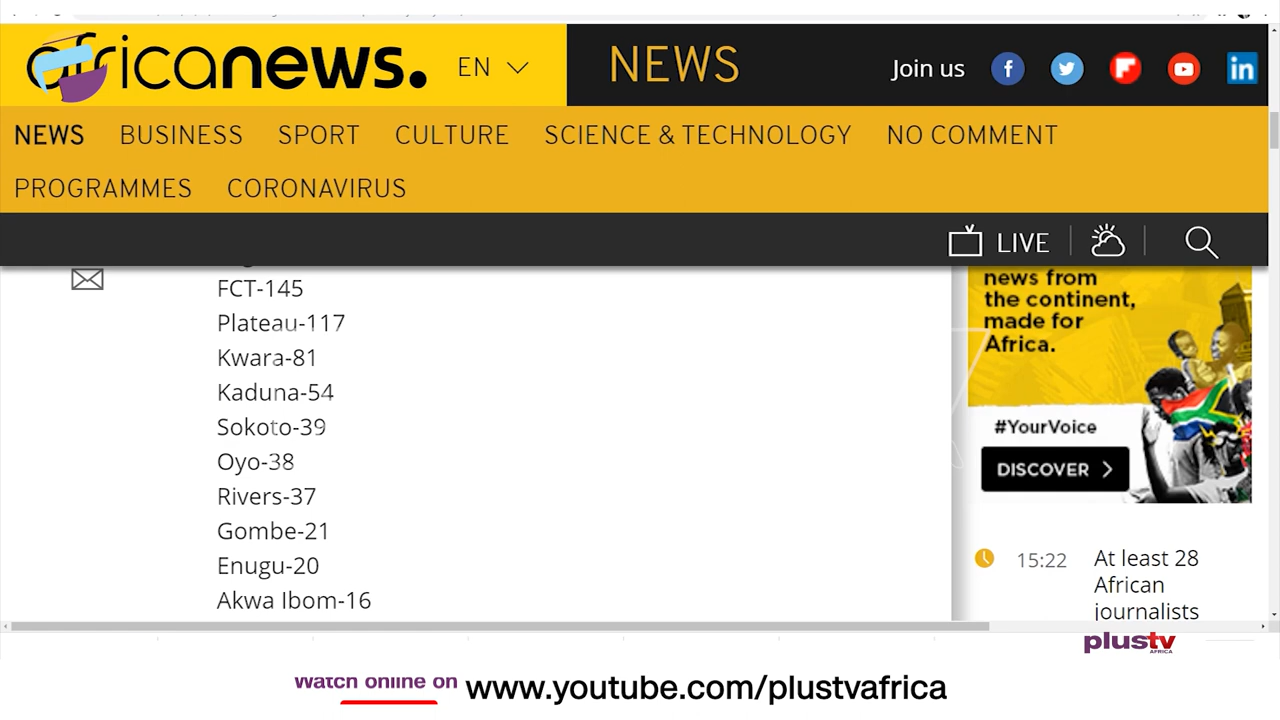 africanews.
EN
NEWS
Join us
NEWS BUSINESS SPORT CULTURE SCIENCE & TECHNOLOGY NO COMMENT
PROGRAMMES CORONAVIRUS
LIVE
FCT-145
Plateau-117
Kwara-81
Kaduna-54
Sokoto-39
Oyo-38
Rivers-37
Gombe-21
Enugu-20
Akwa Ibom-16
news from
the continent,
made for
Africa.
#YourVoice
DISCOVER
15:22 At least 28
African
journalists
plustv
AFRICA
watch online on www.youtube.com/plustvafrica